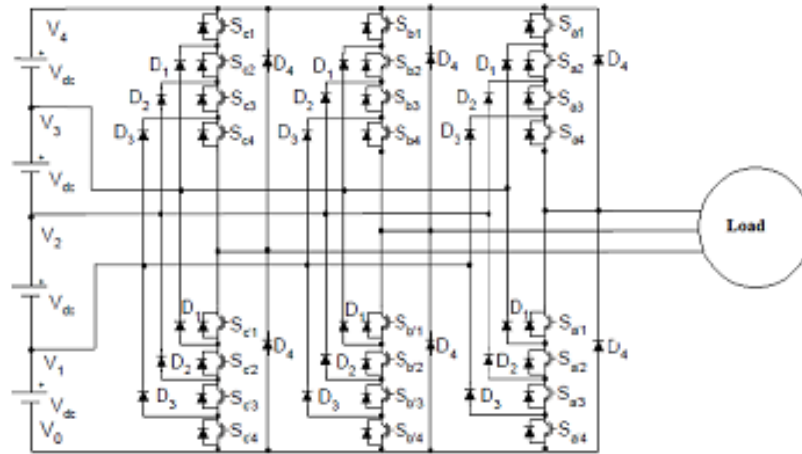 V4 Sc1 Sb1 Sa1
D1 Sc2 D4 D1 Sb2 D4 D1 Sa2 D4
Vdc
D2 Sc3 D2 Sb3 D2 Sa3
V3 D3 Sc4 D3 Sb4 D3 Sa4
Vdc
Load
V2
Vdc
D1 Sc'1 D1 Sb'1 D1 Sa'1
D4 D4 D4
V1 D2 Sc'2 D2 Sb'2 D2 Sa'2
D3 Sc'3 D3 Sb'3 D3 Sa'3
Vdc
V0 Sc'4 Sb'4 Sa'4